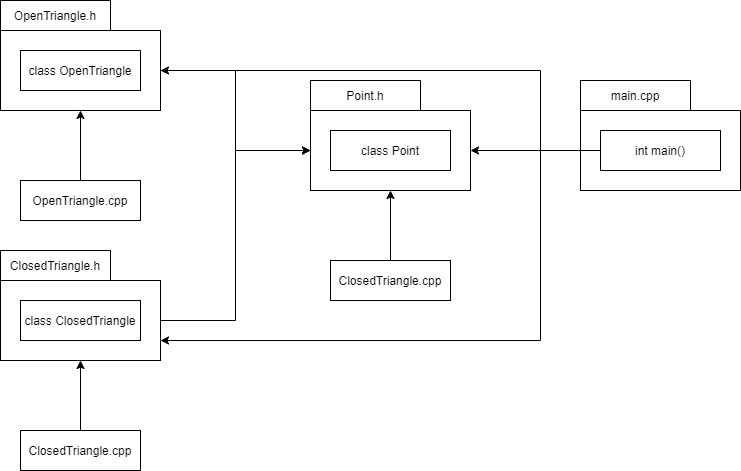 OpenTriangle.h
class OpenTriangle
Point.h
main.cpp
class Point
int main()
OpenTriangle.cpp
ClosedTriangle.h
ClosedTriangle.cpp
class ClosedTriangle
ClosedTriangle.cpp